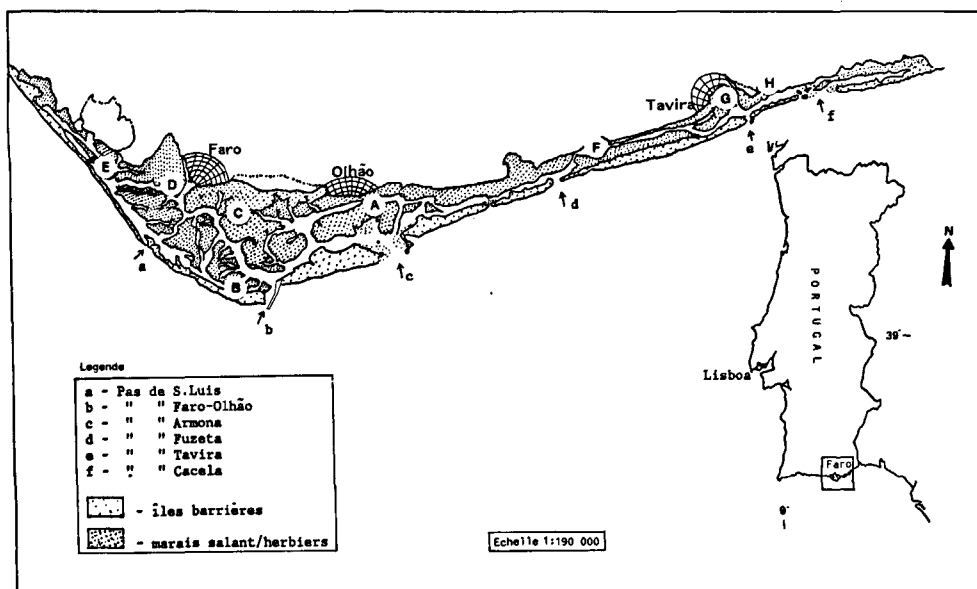 H
Tavira
G
f
Faro
e
F
E
D
Olhão
C
A
d
N
a
c
B
b
PORTUGAL
39°
Legende
Lisboa
a - Pas de S.Luis
b - " " Faro-Olhão
c - " " Armona
d - " " Fuzeta
e - " " Tavira
f - " " Cacela
Faro
- îles barrières
9°
- marais salant/herbiers
Echelle 1:190 000